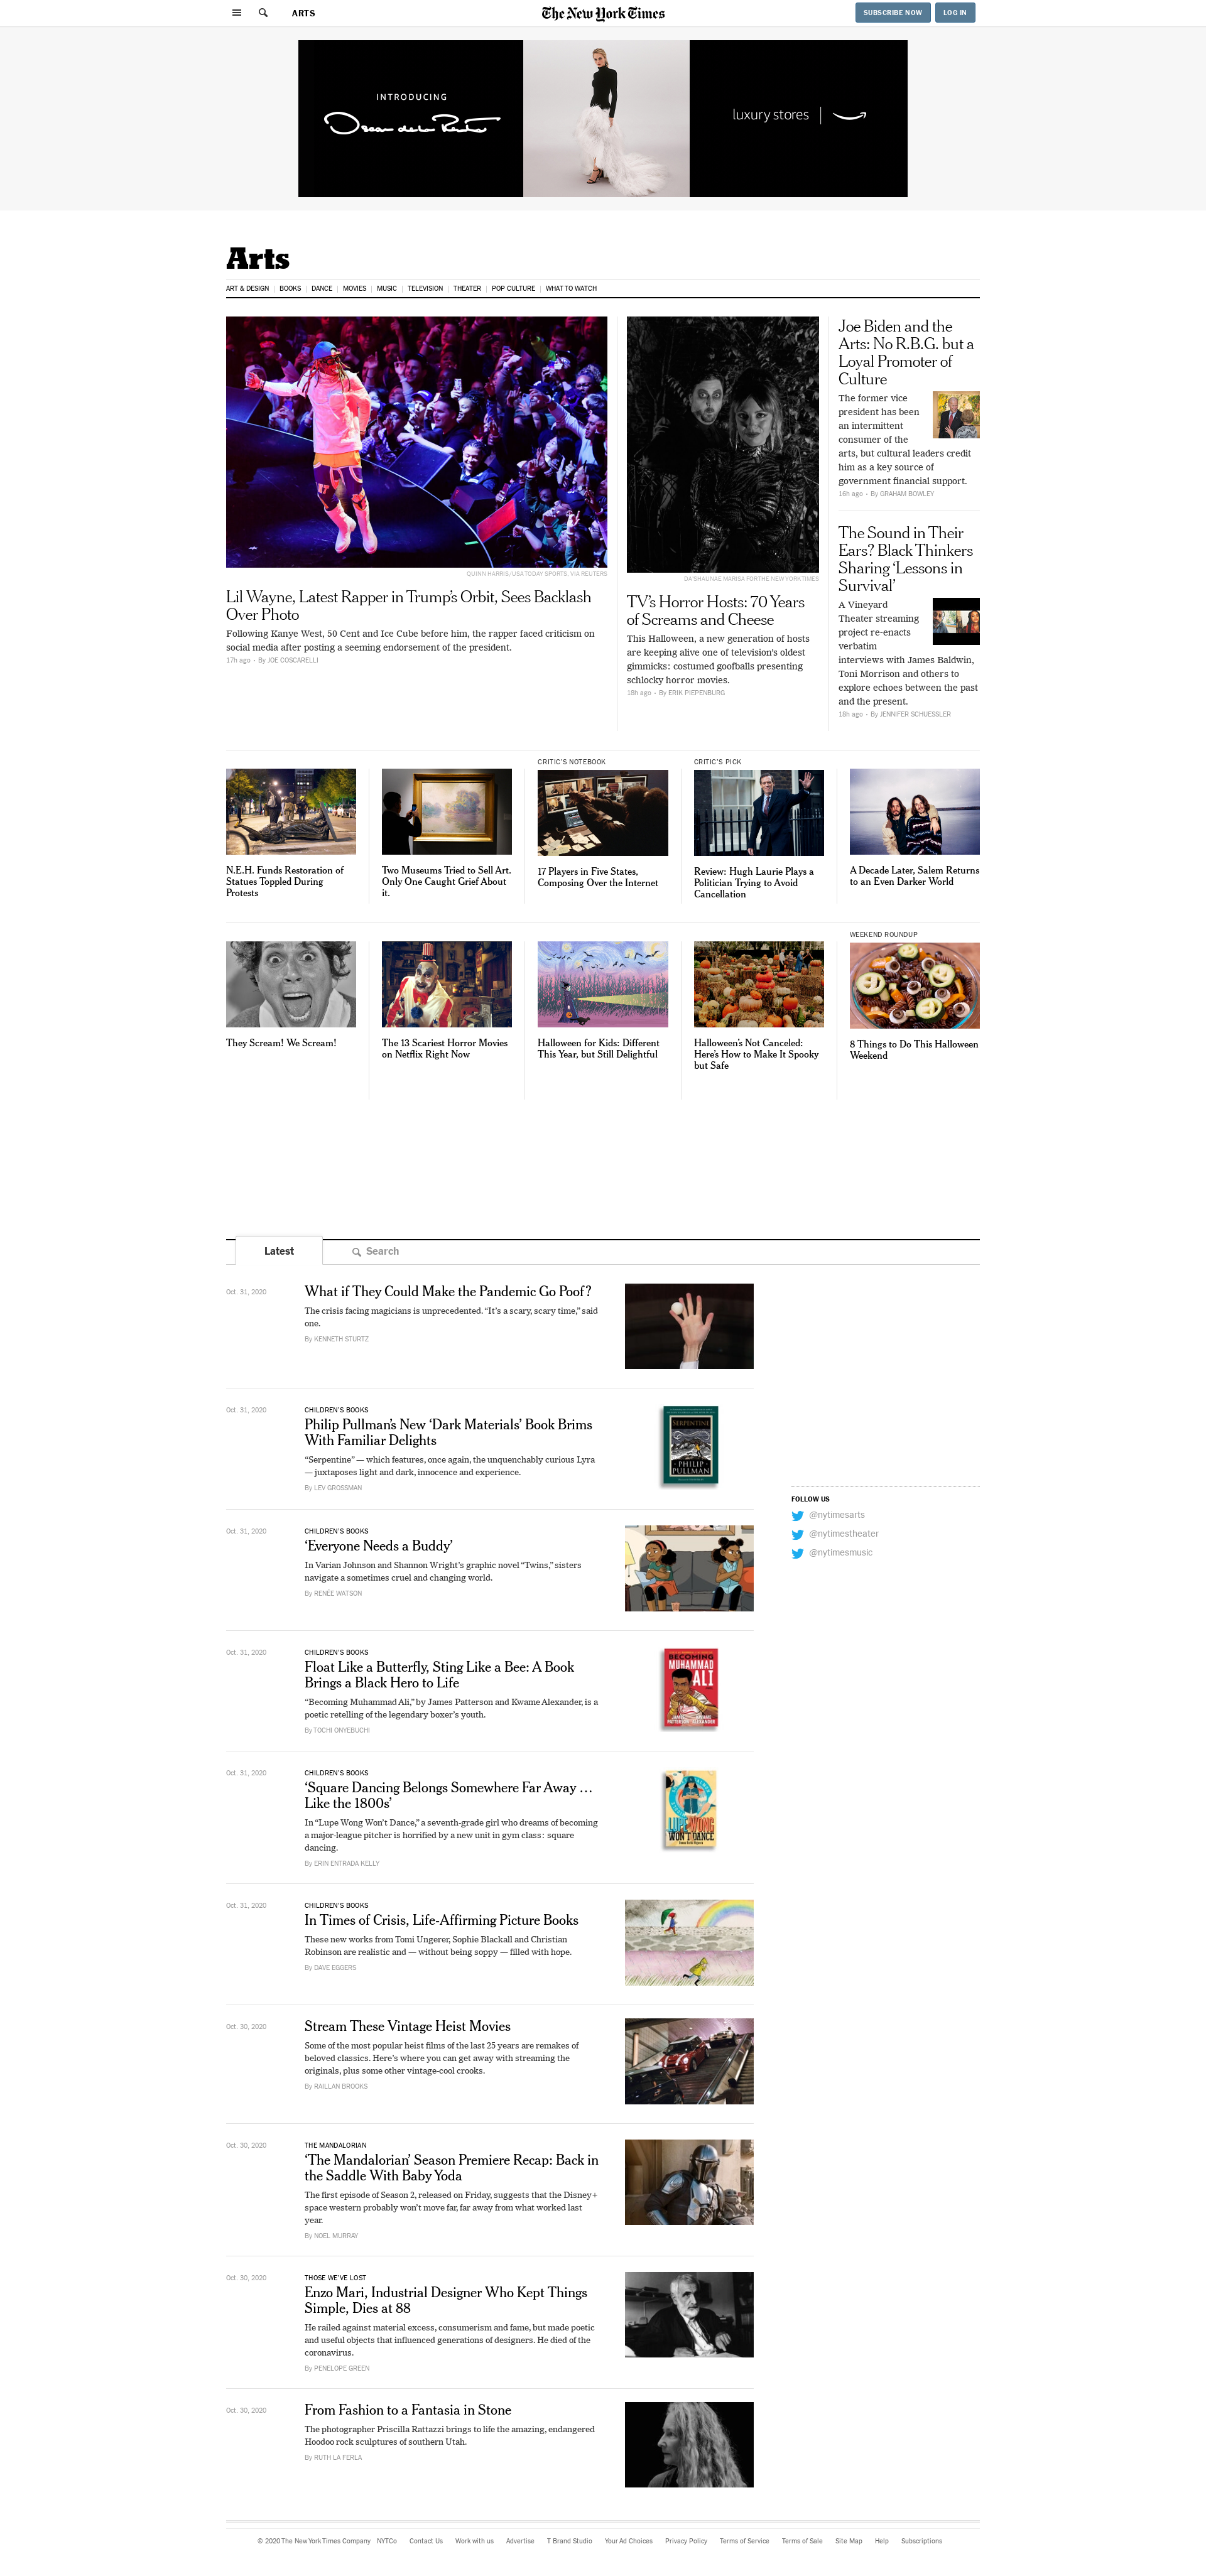 ARTS
The New York Times
SUBSCRIBE NOW
LOG IN
INTRODUCING
Oscar de la Renta
luxury stores
Arts
ART & DESIGN
BOOKS
DANCE
MOVIES
MUSIC
TELEVISION
THEATER
POP CULTURE
WHAT TO WATCH
QUINN HARRIS/USA TODAY SPORTS, VIA REUTERS
Lil Wayne, Latest Rapper in Trump’s Orbit, Sees Backlash
Over Photo
Following Kanye West, 50 Cent and Ice Cube before him, the rapper faced criticism on
social media after posting a seeming endorsement of the president.
17h ago • By JOE COSCARELLI
DA'SHAUNAE MARISA FOR THE NEW YORK TIMES
TV’s Horror Hosts: 70 Years
of Screams and Cheese
This Halloween, a new generation of hosts
are keeping alive one of television’s oldest
gimmicks: costumed goofballs presenting
schlocky horror movies.
18h ago • By ERIK PIEPENBURG
Joe Biden and the
Arts: No R.B.G. but a
Loyal Promoter of
Culture
The former vice
president has been
an intermittent
consumer of the
arts, but cultural leaders credit
him as a key source of
government financial support.
16h ago • By GRAHAM BOWLEY
The Sound in Their
Ears? Black Thinkers
Sharing ‘Lessons in
Survival’
A Vineyard
Theater streaming
project re-enacts
verbatim
interviews with James Baldwin,
Toni Morrison and others to
explore echoes between the past
and the present.
18h ago • By JENNIFER SCHUESSLER
N.E.H. Funds Restoration of
Statues Toppled During
Protests
Two Museums Tried to Sell Art.
Only One Caught Grief About
it.
CRITIC’S NOTEBOOK
17 Players in Five States,
Composing Over the Internet
CRITIC’S PICK
Review: Hugh Laurie Plays a
Politician Trying to Avoid
Cancellation
A Decade Later, Salem Returns
to an Even Darker World
They Scream! We Scream!
The 13 Scariest Horror Movies
on Netflix Right Now
Halloween for Kids: Different
This Year, but Still Delightful
Halloween’s Not Canceled:
Here’s How to Make It Spooky
but Safe
WEEKEND ROUNDUP
8 Things to Do This Halloween
Weekend
Latest
Search
Oct. 31, 2020
What if They Could Make the Pandemic Go Poof?
The crisis facing magicians is unprecedented. “It’s a scary, scary time,” said
one.
By KENNETH STURTZ
Oct. 31, 2020
CHILDREN’S BOOKS
Philip Pullman’s New ‘Dark Materials’ Book Brims
With Familiar Delights
“Serpentine” — which features, once again, the unquenchably curious Lyra
— juxtaposes light and dark, innocence and experience.
By LEV GROSSMAN
SERPENTINE
PHILIP
PULLMAN
Oct. 31, 2020
CHILDREN’S BOOKS
‘Everyone Needs a Buddy’
In Varian Johnson and Shannon Wright’s graphic novel “Twins,” sisters
navigate a sometimes cruel and changing world.
By RENÉE WATSON
Oct. 31, 2020
CHILDREN’S BOOKS
Float Like a Butterfly, Sting Like a Bee: A Book
Brings a Black Hero to Life
“Becoming Muhammad Ali,” by James Patterson and Kwame Alexander, is a
poetic retelling of the legendary boxer’s youth.
By TOCHI ONYEBUCHI
BECOMING
MUHAMMAD
ALI
JAMES
PATTERSON
KWAME
ALEXANDER
Oct. 31, 2020
CHILDREN’S BOOKS
‘Square Dancing Belongs Somewhere Far Away …
Like the 1800s’
In “Lupe Wong Won’t Dance,” a seventh-grade girl who dreams of becoming
a major-league pitcher is horrified by a new unit in gym class: square
dancing.
By ERIN ENTRADA KELLY
LUPE WONG
WON'T DANCE
Oct. 31, 2020
CHILDREN’S BOOKS
In Times of Crisis, Life-Affirming Picture Books
These new works from Tomi Ungerer, Sophie Blackall and Christian
Robinson are realistic and — without being soppy — filled with hope.
By DAVE EGGERS
Oct. 30, 2020
Stream These Vintage Heist Movies
Some of the most popular heist films of the last 25 years are remakes of
beloved classics. Here’s where you can get away with streaming the
originals, plus some other vintage-cool crooks.
By RAILLAN BROOKS
Oct. 30, 2020
THE MANDALORIAN
‘The Mandalorian’ Season Premiere Recap: Back in
the Saddle With Baby Yoda
The first episode of Season 2, released on Friday, suggests that the Disney+
space western probably won’t move far, far away from what worked last
year.
By NOEL MURRAY
Oct. 30, 2020
THOSE WE’VE LOST
Enzo Mari, Industrial Designer Who Kept Things
Simple, Dies at 88
He railed against material excess, consumerism and fame, but made poetic
and useful objects that influenced generations of designers. He died of the
coronavirus.
By PENELOPE GREEN
Oct. 30, 2020
From Fashion to a Fantasia in Stone
The photographer Priscilla Rattazzi brings to life the amazing, endangered
Hoodoo rock sculptures of southern Utah.
By RUTH LA FERLA
FOLLOW US
@nytimesarts
@nytimestheater
@nytimesmusic
© 2020 The New York Times Company
NYTCo
Contact Us
Work with us
Advertise
T Brand Studio
Your Ad Choices
Privacy Policy
Terms of Service
Terms of Sale
Site Map
Help
Subscriptions